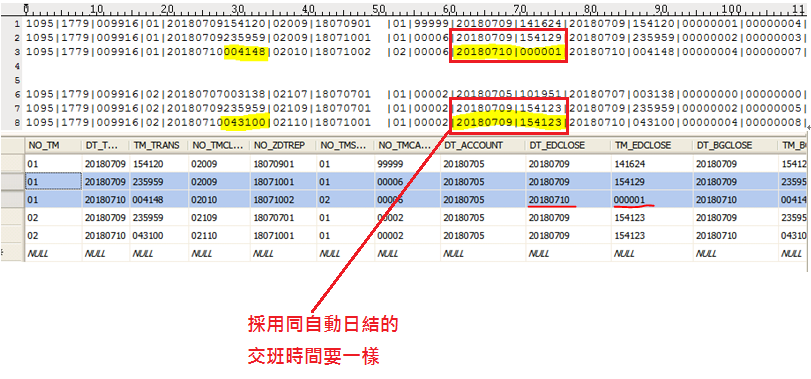 0 10 20 30 40 50 60 70 80 90 100 11
1 1095|1779|009916|01|20180709154120|02009|18070901 |01|99999|20180709|141624|20180709|154120|00000001|00000004|
2 1095|1779|009916|01|20180709235959|02009|18071001 |01|00006|20180709|154129|20180709|235959|00000002|00000003|
3 1095|1779|009916|01|20180710004148|02010|18071002 |02|00006|20180710|000001|20180710|004148|00000004|00000007|
4
5
6 1095|1779|009916|02|20180707003138|02107|18070701 |01|00002|20180705|101951|20180707|003138|00000000|00000000|
7 1095|1779|009916|02|20180709235959|02109|18070701 |01|00002|20180709|154123|20180709|235959|00000002|00000005|
8 1095|1779|009916|02|20180710043100|02110|18071001 |01|00002|20180709|154123|20180710|043100|00000004|00000008|
NO_TM DT_T... TM_TRANS NO_TMCL... NO_ZDTREP NO_TMS... NO_TMCA... DT_ACCOUNT DT_EDCLOSE TM_EDCLOSE DT_BGCLOSE TM_B
01 20180709 154120 02009 18070901 01 99999 20180705 20180709 141624 20180709 15412
01 20180709 235959 02009 18071001 01 00006 20180705 20180709 154129 20180709 23595
01 20180710 004148 02010 18071002 02 00006 20180705 20180710 000001 20180710 00414
02 20180709 235959 02109 18070701 01 00002 20180705 20180709 154123 20180709 23595
02 20180710 043100 02110 18071001 01 00002 20180705 20180709 154123 20180710 04310
NULL NULL NULL NULL NULL NULL NULL NULL NULL NULL NULL NULL
採用同自動日結的
交班時間要一樣